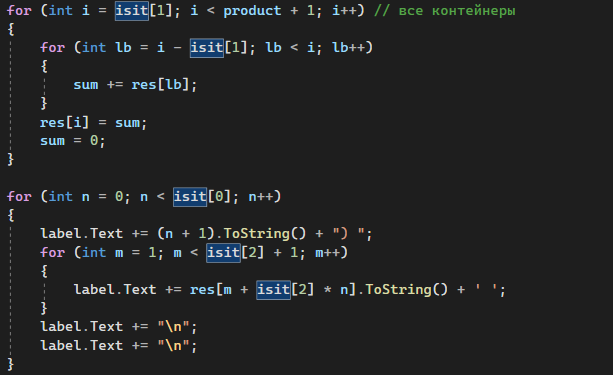 for (int i = isit[1]; i < product + 1; i++) // все контейнеры
{
for (int lb = i - isit[1]; lb < i; lb++)
{
sum += res[lb];
}
res[i] = sum;
sum = 0;
}
for (int n = 0; n < isit[0]; n++)
{
label.Text += (n + 1).ToString() + ") ";
for (int m = 1; m < isit[2] + 1; m++)
{
label.Text += res[m + isit[2] * n].ToString() + ' ';
}
label.Text += "\n";
label.Text += "\n";
}